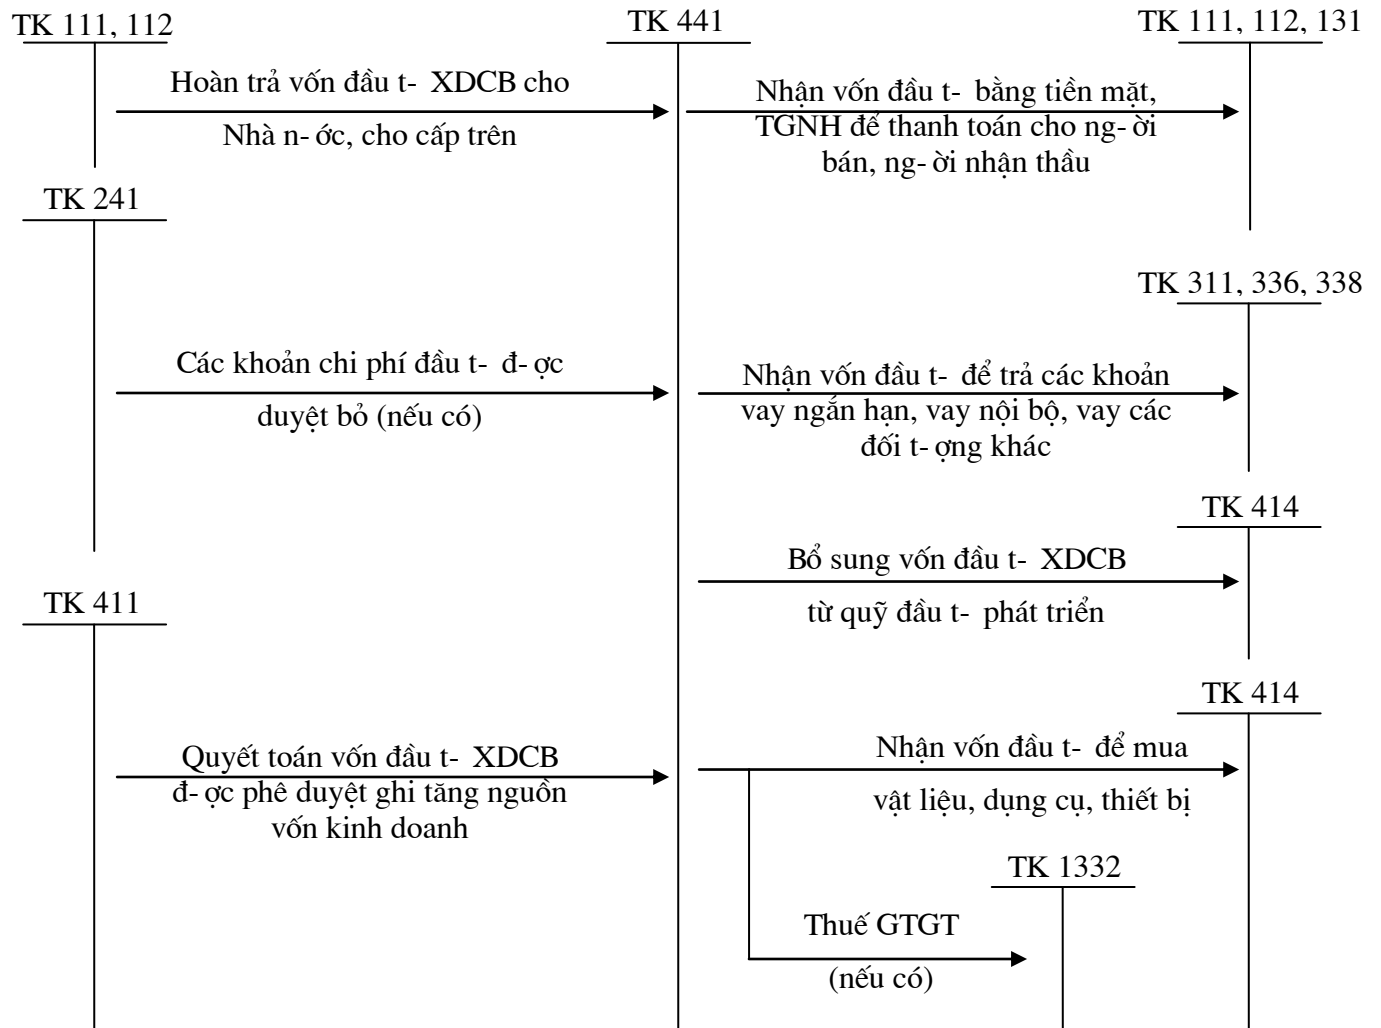 TK 111, 112
TK 441
TK 111, 112, 131
Hoàn trả vốn đầu t- XDCB cho
Nhà n- ớc, cho cấp trên
Nhận vốn đầu t- bằng tiền mặt,
TGNH để thanh toán cho ng- ời
bán, ng- ời nhận thầu
TK 241
TK 311, 336, 338
Các khoản chi phí đầu t- đ- ợc
duyệt bỏ (nếu có)
Nhận vốn đầu t- để trả các khoản
vay ngắn hạn, vay nội bộ, vay các
đối t- ợng khác
TK 414
Bổ sung vốn đầu t- XDCB
từ quỹ đầu t- phát triển
TK 411
TK 414
Quyết toán vốn đầu t- XDCB
đ- ợc phê duyệt ghi tăng nguồn
vốn kinh doanh
Nhận vốn đầu t- để mua
vật liệu, dụng cụ, thiết bị
TK 1332
Thuế GTGT
(nếu có)